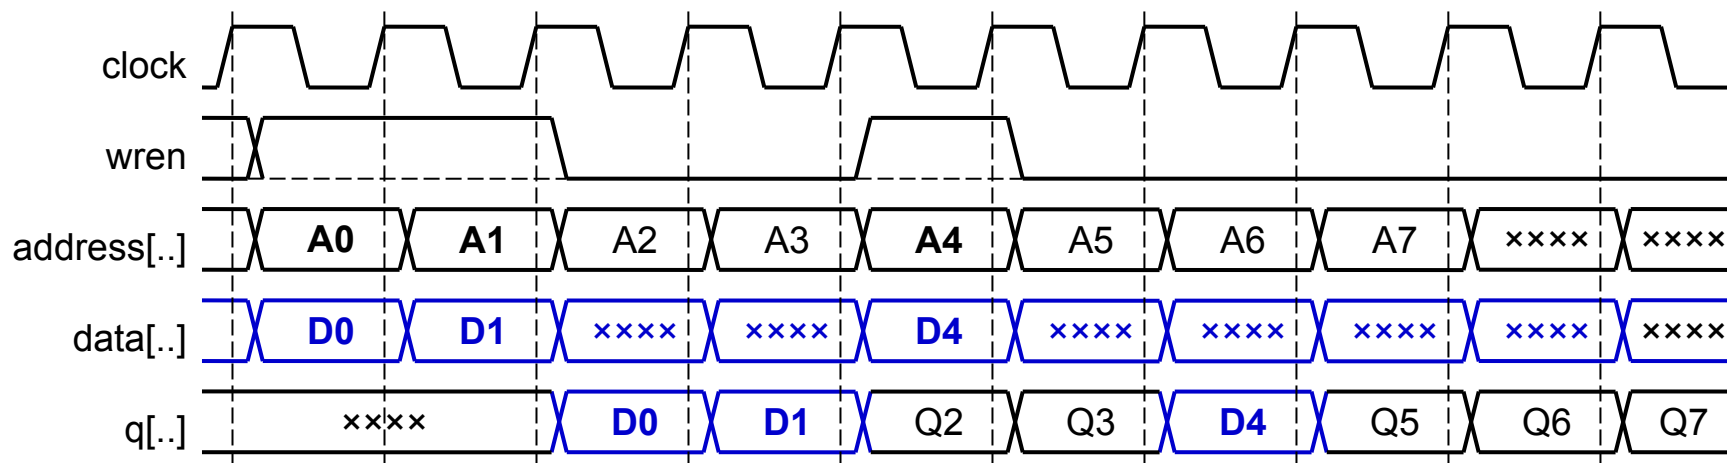 clock
wren
address[..] A0 A1 A2 A3 A4 A5 A6 A7 ×××× ××××
data[..] D0 D1 ×××× ×××× D4 ×××× ×××× ×××× ×××× ××××
q[..] ×××× D0 D1 Q2 Q3 D4 Q5 Q6 Q7